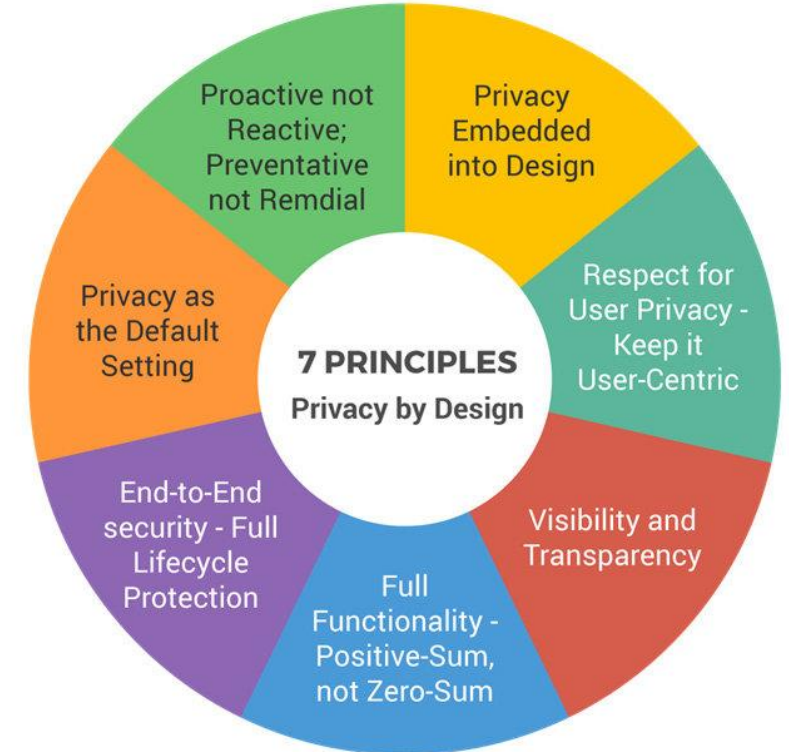 Proactive not
Reactive;
Preventative
not Remdial
Privacy
Embedded
into Design
Respect for
User Privacy -
Keep it
User-Centric
Visibility and
Transparency
Full
Functionality -
Positive-Sum,
not Zero-Sum
End-to-End
security - Full
Lifecycle
Protection
Privacy as
the Default
Setting
7 PRINCIPLES
Privacy by Design